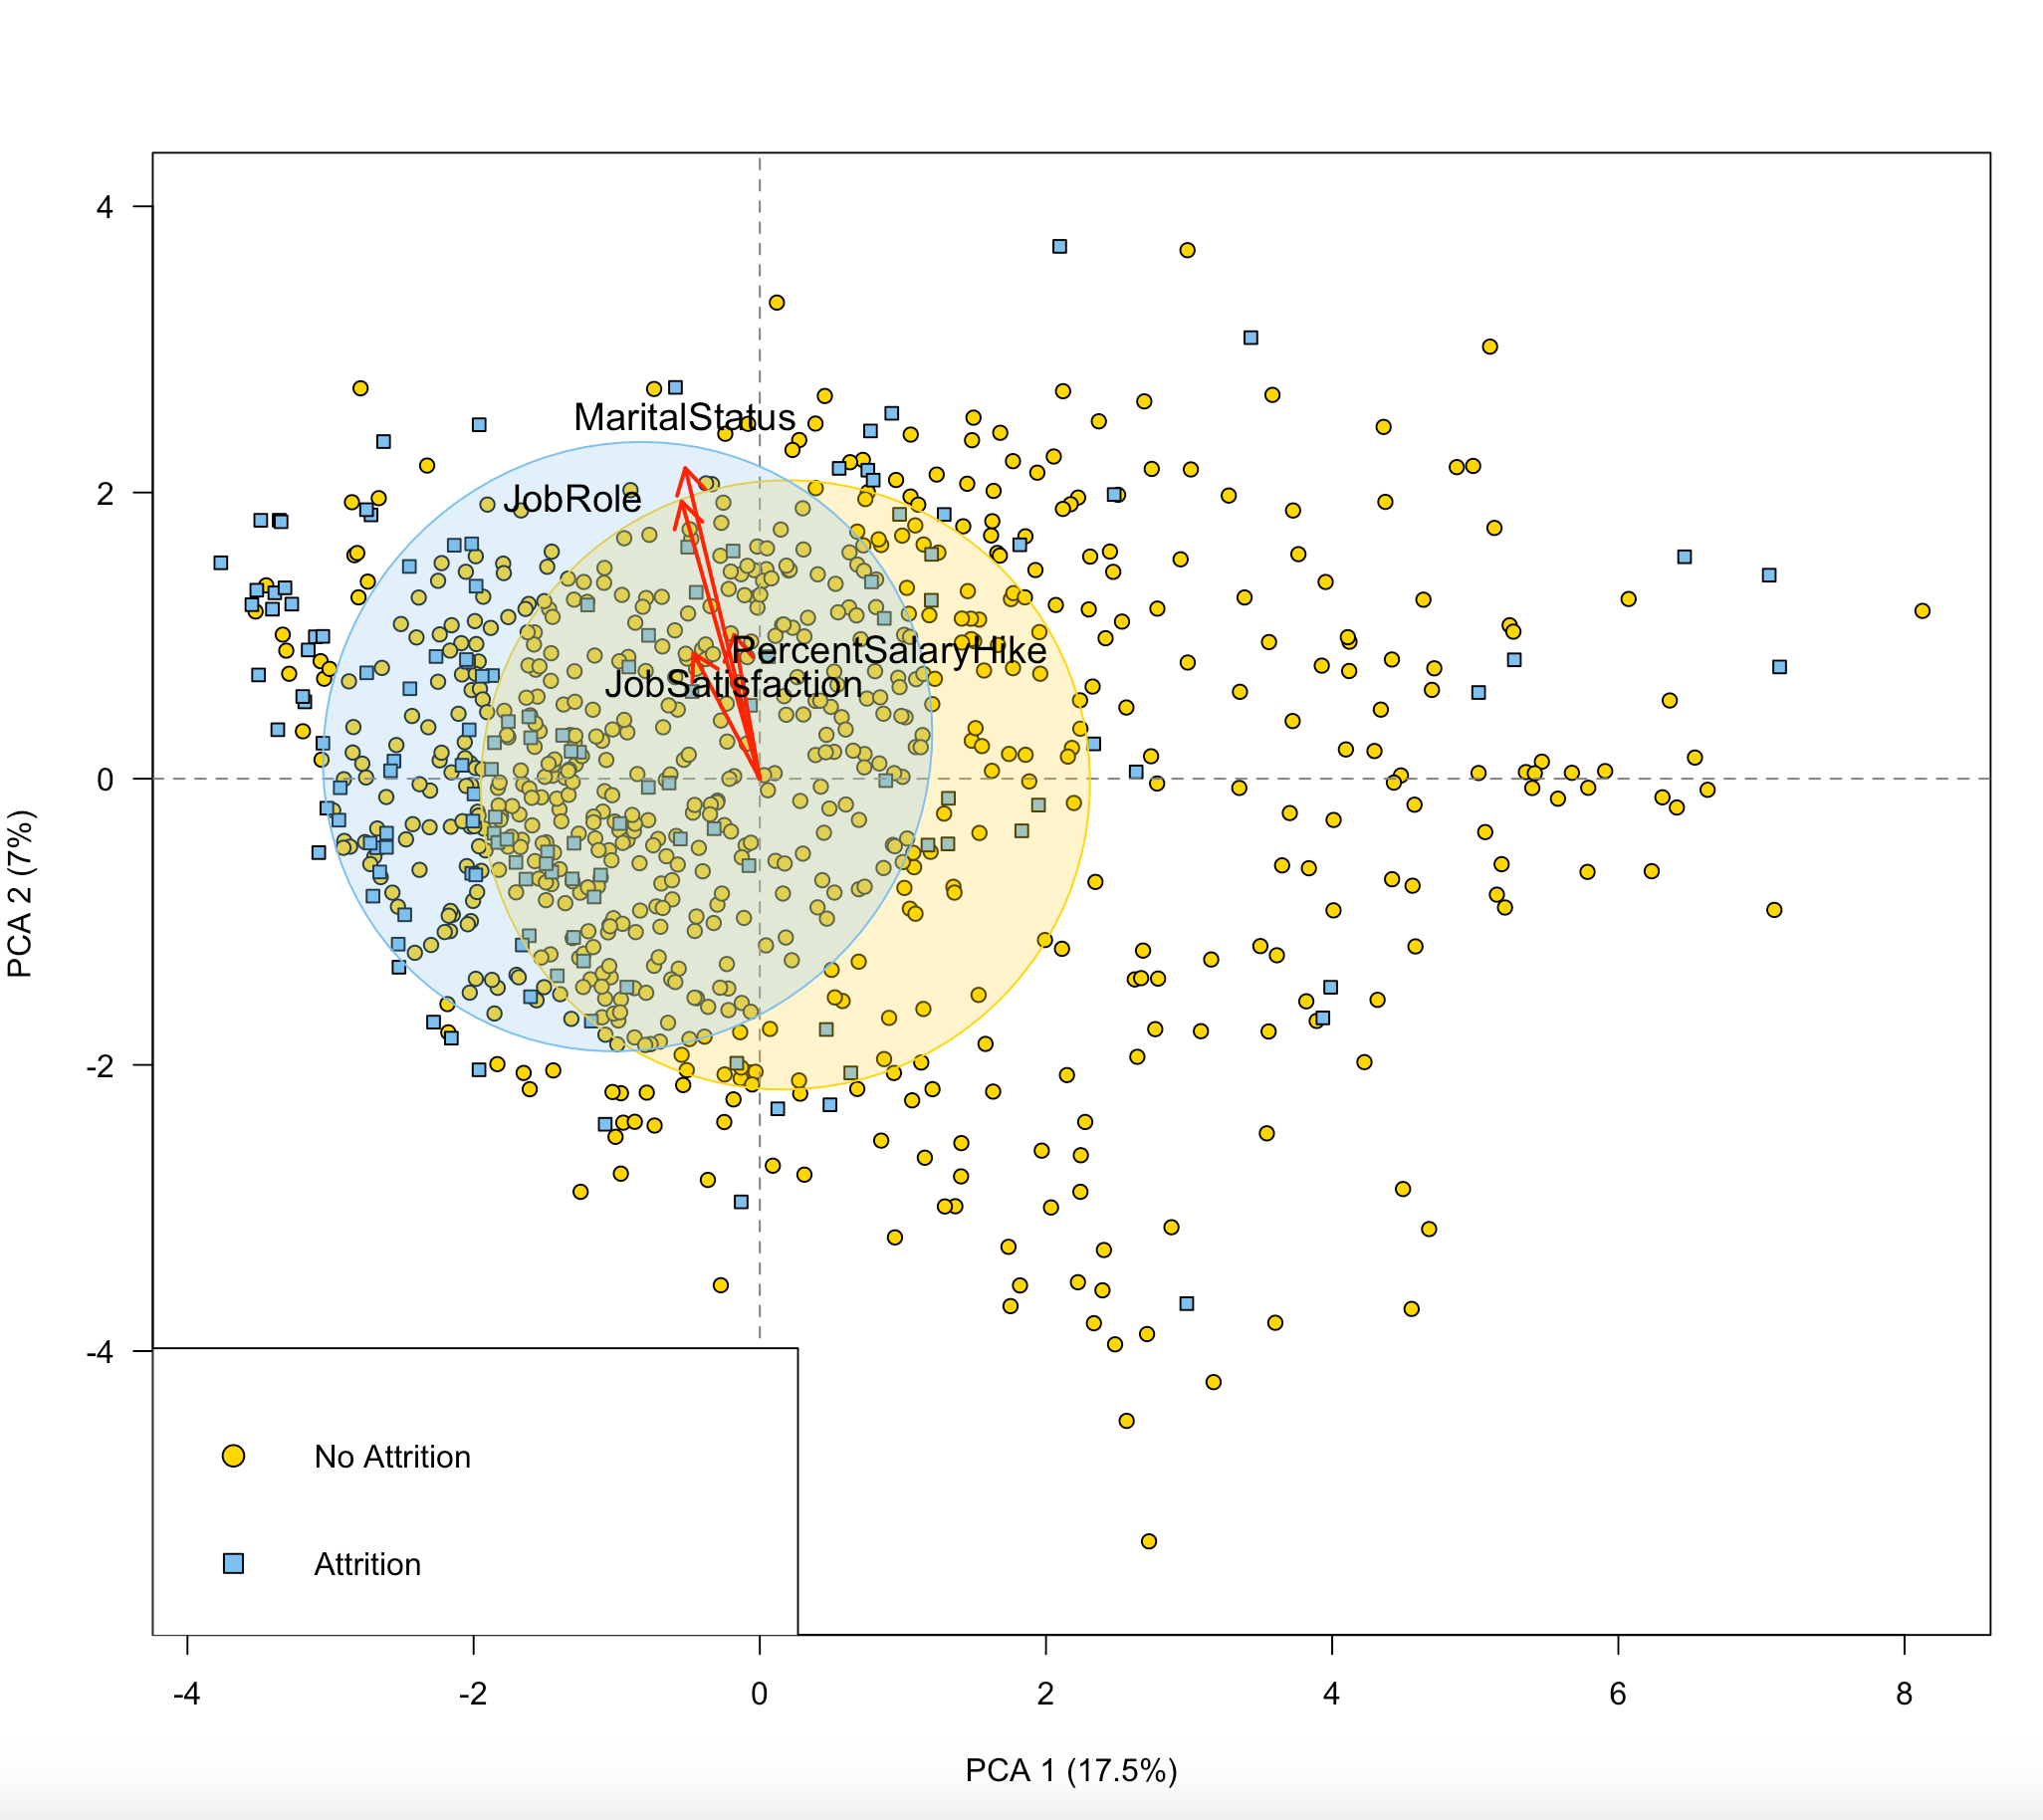 4
MaritalStatus
2
JobRole
PercentSalaryHike
JobSatisfaction
0
PCA 2 (7%)
-2
-4
No Attrition
Attrition
-4 -2 0 2 4 6 8
PCA 1 (17.5%)